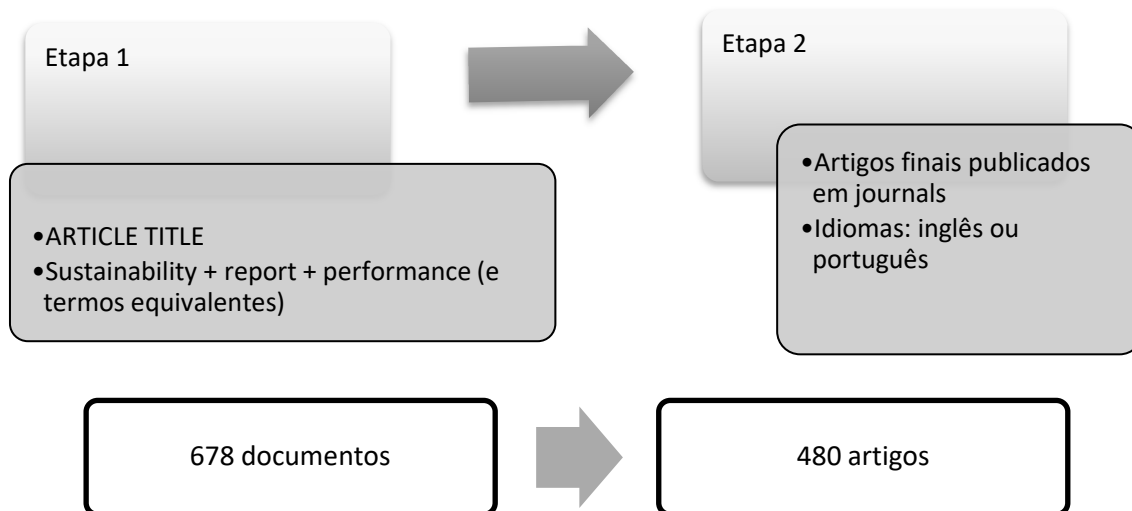 Etapa 1
•ARTICLE TITLE
•Sustainability + report + performance (e
termos equivalentes)
Etapa 2
•Artigos finais publicados
em journals
•Idiomas: inglês ou
português
678 documentos
480 artigos